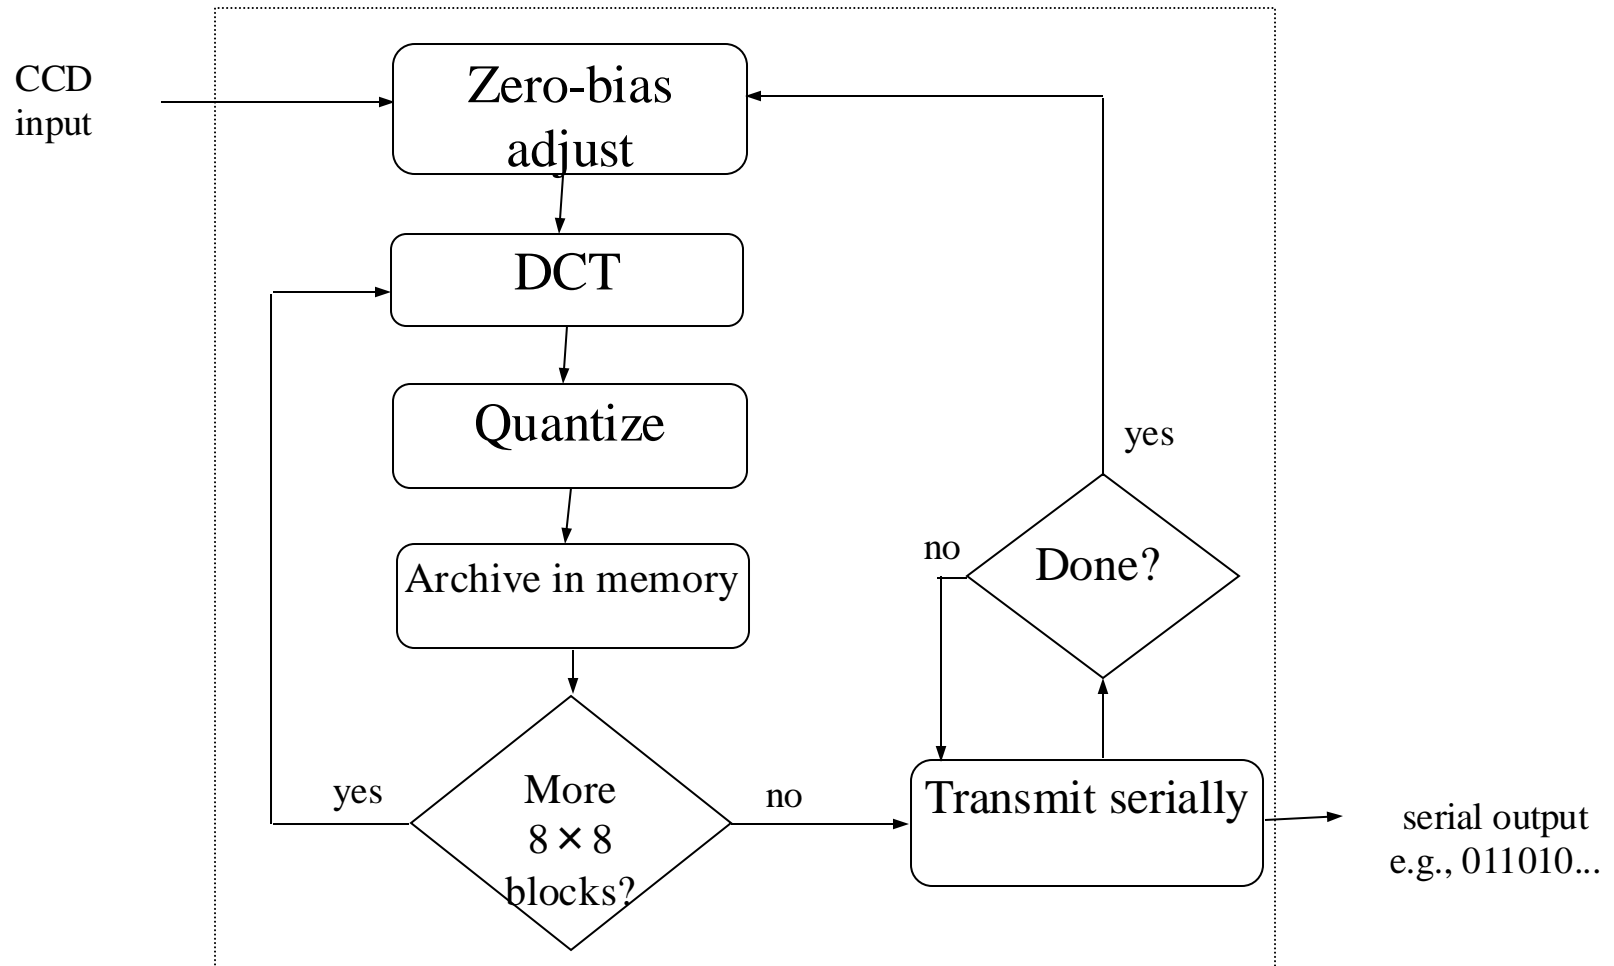 CCD
input
Zero-bias
adjust
DCT
Quantize
yes
no
Done?
Archive in memory
yes
More
8 × 8
blocks?
no
Transmit serially
serial output
e.g., 011010...